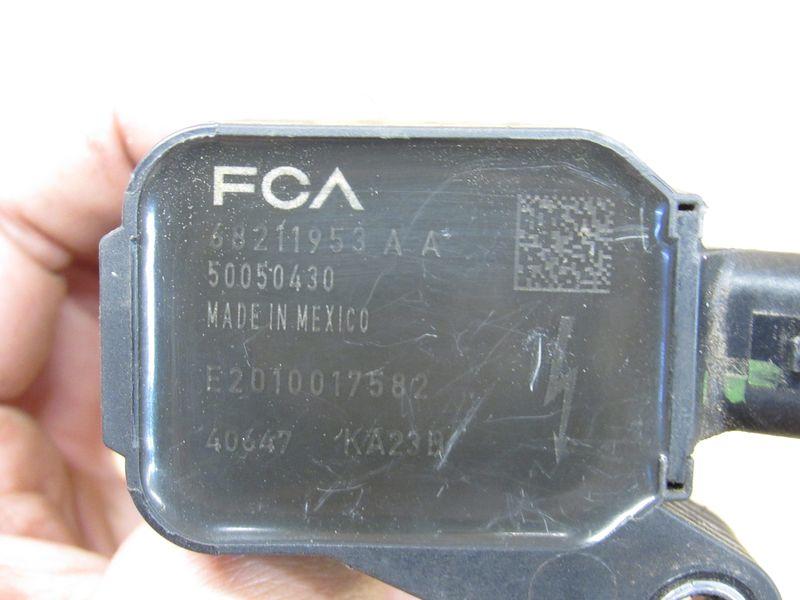 FCA
68211953 A A
50050430
MADE IN MEXICO
E2010017582
40647 KA23B